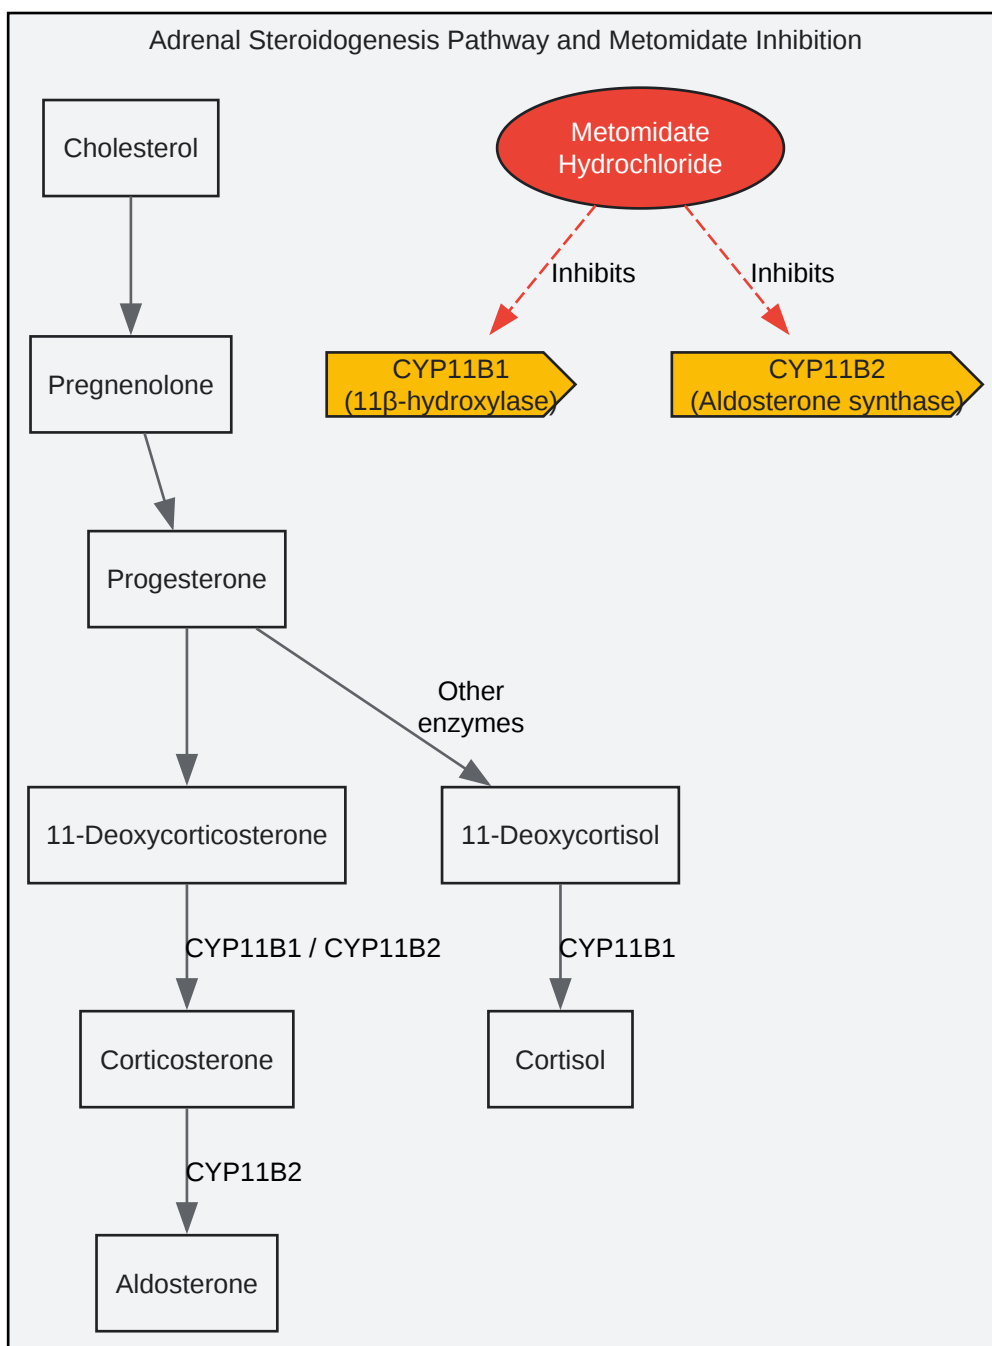 Adrenal Steroidogenesis Pathway and Metomidate Inhibition
Cholesterol
Metomidate
Hydrochloride
Inhibits
Inhibits
Pregnenolone
CYP11B1
(11β-hydroxylase)
CYP11B2
(Aldosterone synthase)
Progesterone
Other
enzymes
11-Deoxycorticosterone
11-Deoxycortisol
CYP11B1 / CYP11B2
CYP11B1
Corticosterone
Cortisol
CYP11B2
Aldosterone